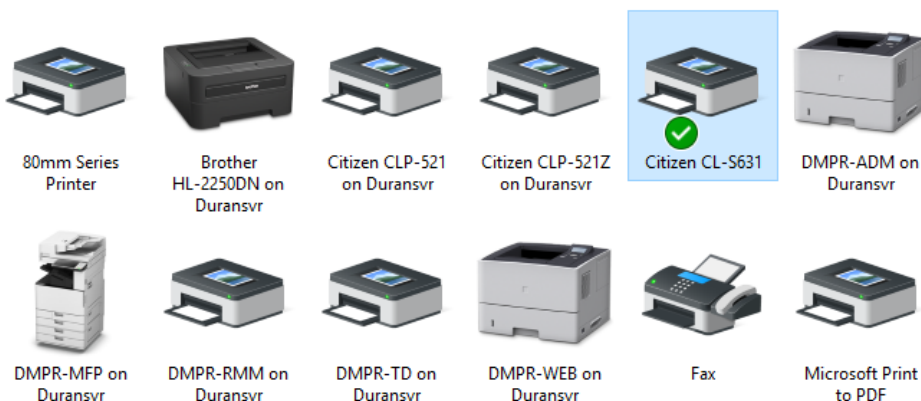 80mm Series
Printer
Brother
HL-2250DN on
Duransvr
Citizen CLP-521
on Duransvr
Citizen CLP-521Z
on Duransvr
Citizen CL-S631
DMPR-ADM on
Duransvr
DMPR-MFP on
Duransvr
DMPR-RMM on
Duransvr
DMPR-TD on
Duransvr
DMPR-WEB on
Duransvr
Fax
Microsoft Print
to PDF